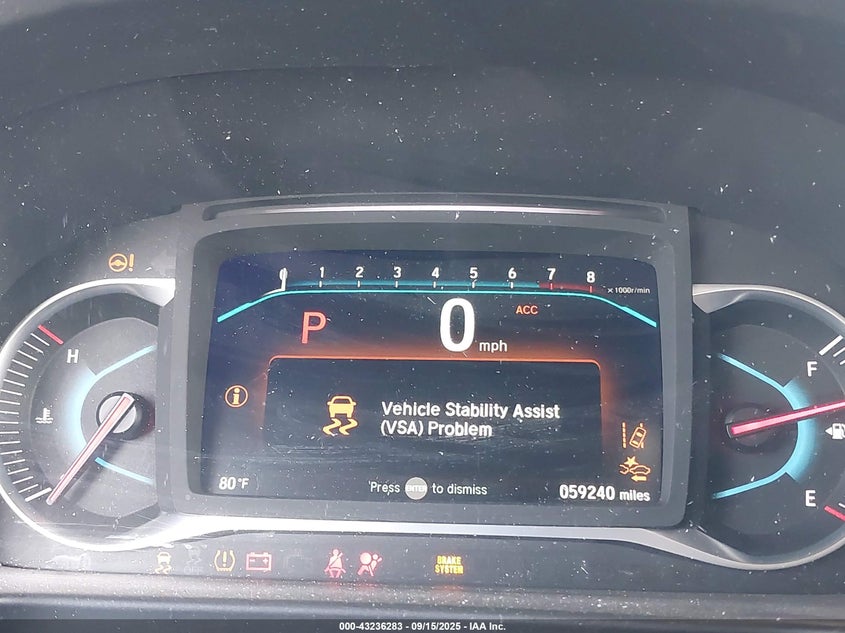 0 1 2 3 4 5 6 7 8
x 1000r/min
P 0 mph
ACC
H
F
Vehicle Stability Assist
(VSA) Problem
E
80°F
Press ENTER to dismiss
059240 miles
BRAKE
SYSTEM
000-43236283 - 09/15/2025 - IAA Inc.